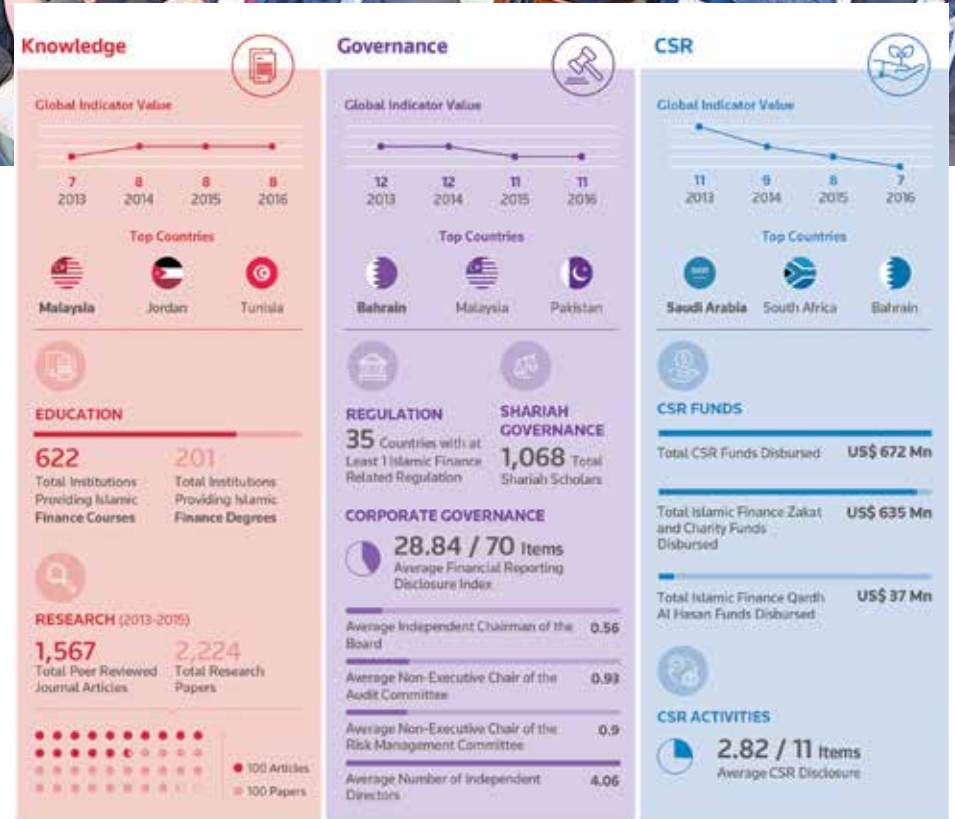 Knowledge
Global Indicator Value
7 8 8 8
2013 2014 2015 2016
Top Countries
Malaysia Jordan Tunisia
EDUCATION
622
Total Institutions
Providing Islamic
Finance Courses
201
Total Institutions
Providing Islamic
Finance Degrees
RESEARCH (2013-2015)
1,567
Total Peer Reviewed
Journal Articles
2,224
Total Research
Papers
100 Articles
100 Papers
Governance
Global Indicator Value
12 12 11 11
2013 2014 2015 2016
Top Countries
Bahrain Malaysia Pakistan
REGULATION
35 Countries with at
Least 1 Islamic Finance
Related Regulation
SHARIAH
GOVERNANCE
1,068 Total
Shariah Scholars
CORPORATE GOVERNANCE
28.84 / 70 Items
Average Financial Reporting
Disclosure Index
Average Independent Chairman of the 0.56
Board
Average Non-Executive Chair of the 0.93
Audit Committee
Average Non-Executive Chair of the 0.9
Risk Management Committee
Average Number of Independent 4.06
Directors
CSR
Global Indicator Value
11 9 8 7
2013 2014 2015 2016
Top Countries
Saudi Arabia South Africa Bahrain
CSR FUNDS
Total CSR Funds Disbursed US$ 672 Mn
Total Islamic Finance Zakat US$ 635 Mn
and Charity Funds
Disbursed
Total Islamic Finance Qardh US$ 37 Mn
Al Hasan Funds Disbursed
CSR ACTIVITIES
2.82 / 11 Items
Average CSR Disclosure